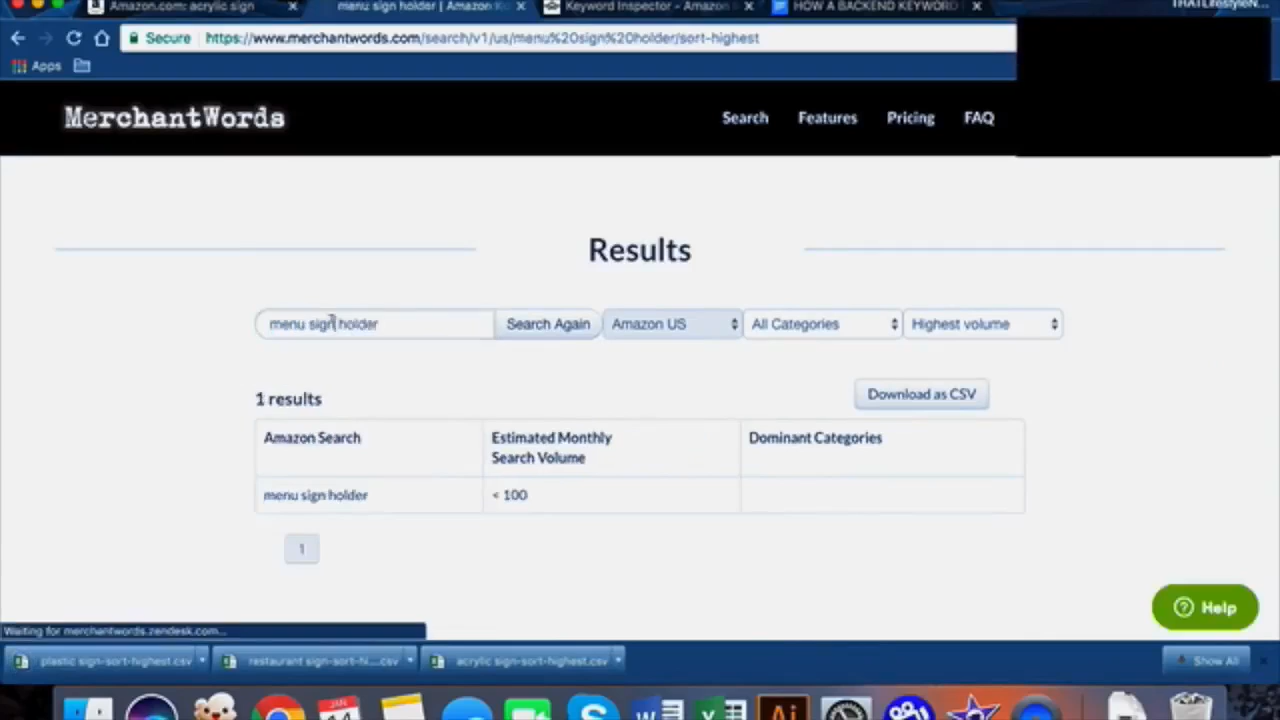 Amazon.com: acrylic sign
menu sign holder | Amazon K
Keyword Inspector - Amazon
HOW A BACKEND KEYWORD
THATLifestyleN...
Secure https://www.merchantwords.com/search/v1/us/menu%20sign%20holder/sort-highest
Apps
MerchantWords
Search Features Pricing FAQ
Results
menu sign holder Search Again Amazon US All Categories Highest volume
1 results Download as CSV
Amazon Search Estimated Monthly Search Volume Dominant Categories
menu sign holder < 100
1
Help
Waiting for merchantwords.zendesk.com...
plastic sign-sort-highest.csv restaurant sign-sort-hi....csv acrylic sign-sort-highest.csv Show All
JAN
W X Ai